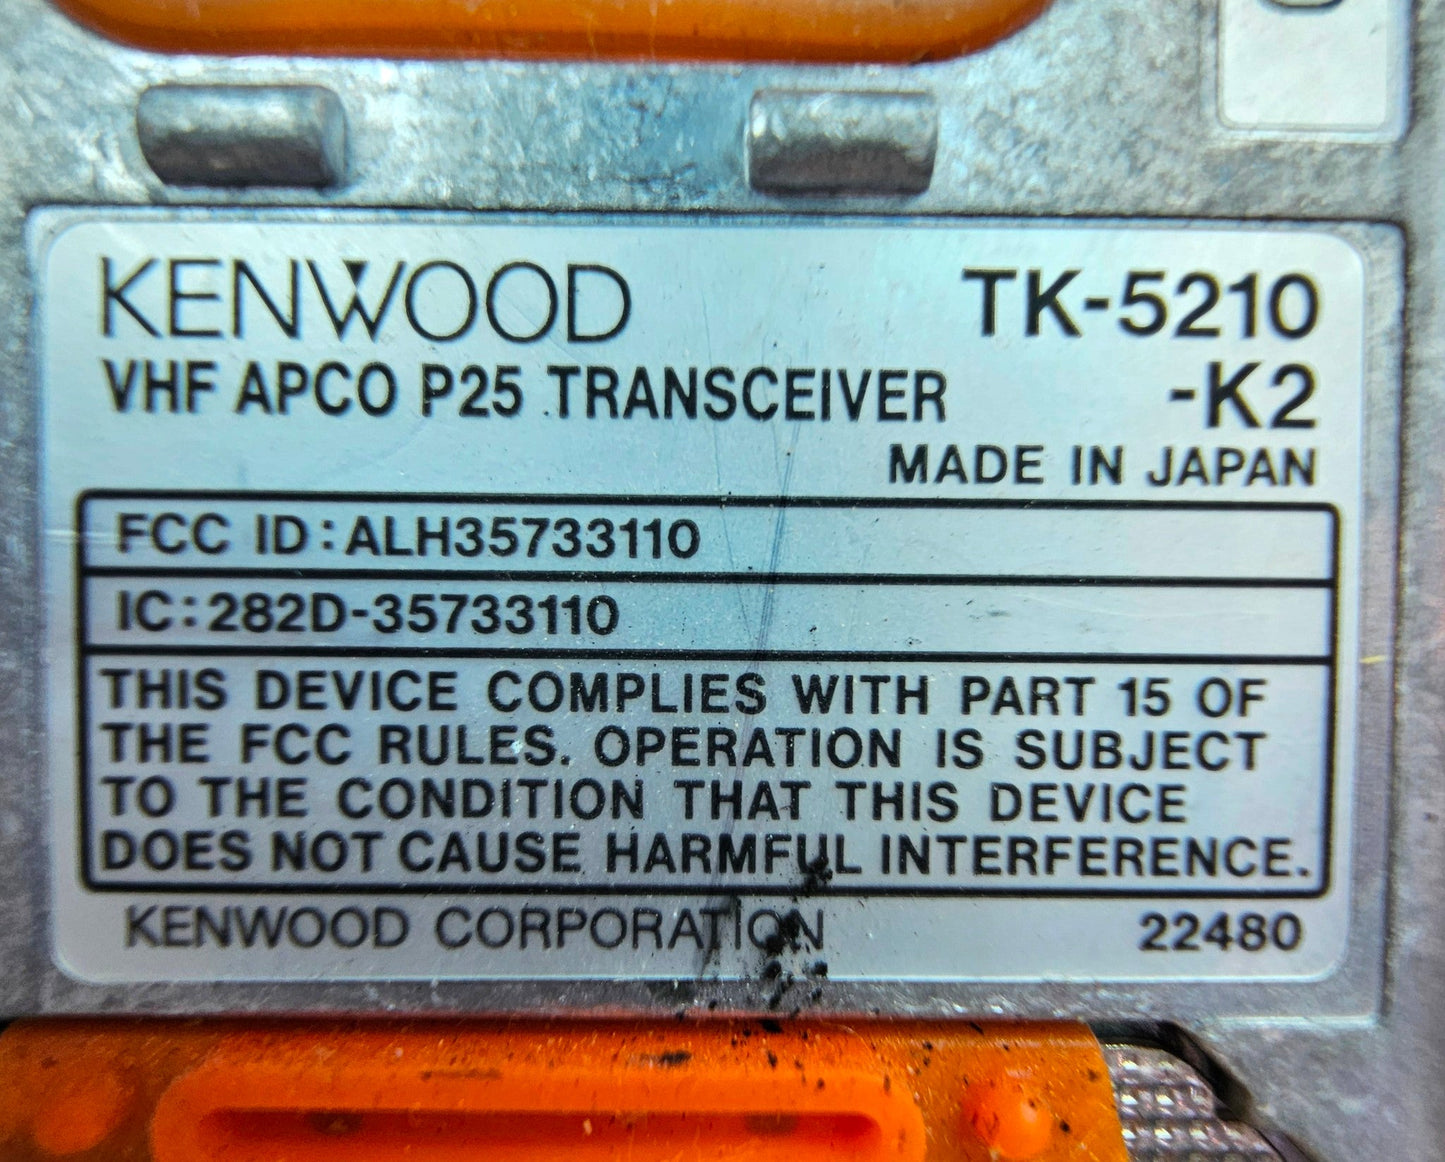 KENWOOD TK-5210
VHF APCO P25 TRANSCEIVER -K2
MADE IN JAPAN
FCC ID:ALH35733110
IC:282D-35733110
THIS DEVICE COMPLIES WITH PART 15 OF
THE FCC RULES. OPERATION IS SUBJECT
TO THE CONDITION THAT THIS DEVICE
DOES NOT CAUSE HARMFUL INTERFERENCE.
KENWOOD CORPORATION 22480